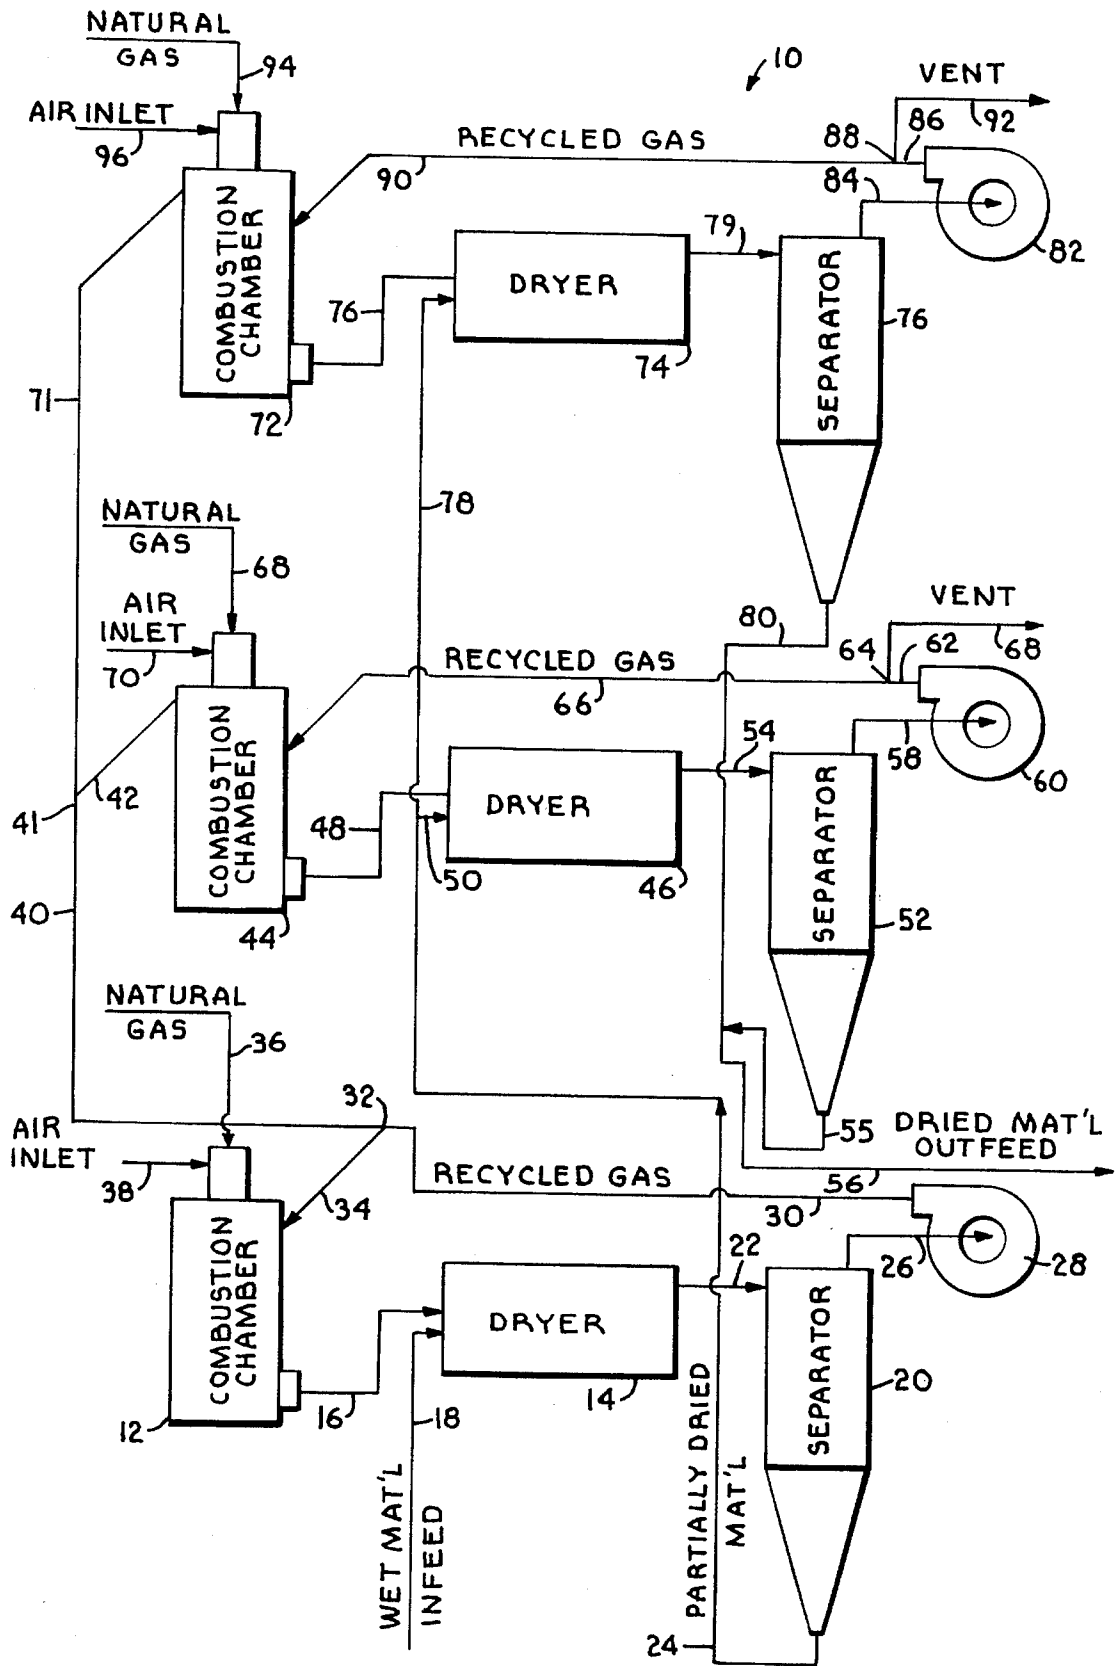 NATURAL
GAS
94
10
VENT
AIR INLET
96
RECYCLED GAS
90
88
86
92
84
82
COMBUSTION
CHAMBER
72
76
DRYER
74
79
SEPARATOR
76
71
78
NATURAL
GAS
68
AIR
INLET
70
80
VENT
RECYCLED GAS
66
64
62
68
58
60
COMBUSTION
CHAMBER
44
42
41
40
48
50
DRYER
46
54
SEPARATOR
52
NATURAL
GAS
36
32
AIR
INLET
38
34
55
DRIED MAT'L
OUTFEED
56
RECYCLED GAS
30
26
28
22
COMBUSTION
CHAMBER
12
16
DRYER
14
18
SEPARATOR
20
WET MAT'L
INFEED
PARTIALLY DRIED
MAT'L
24